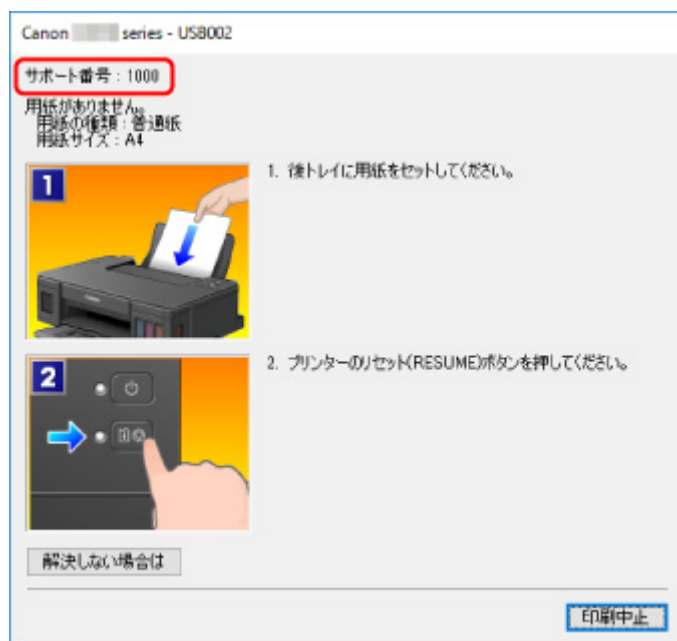 Canon series - USB002
サポート番号 : 1000
用紙がありません。
用紙の種類 : 普通紙
用紙サイズ : A4
1
1. 後トレイに用紙をセットしてください。
2
2. プリンターのリセット(RESUME)ボタンを押してください。
解決しない場合は
印刷中止